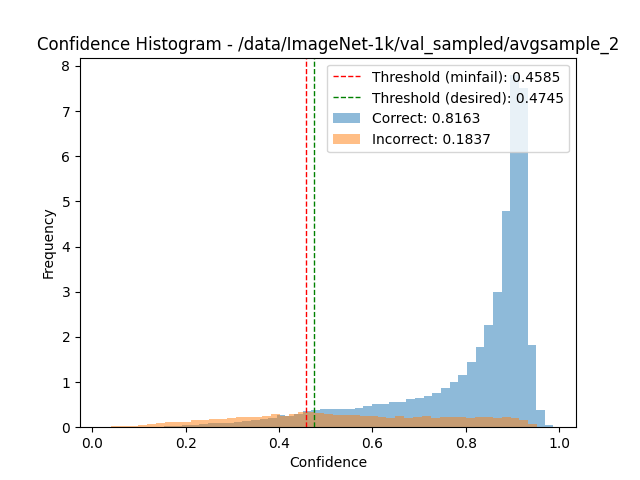 Confidence Histogram - /data/ImageNet-1k/val_sampled/avgsample_2
Threshold (minfail): 0.4585
Threshold (desired): 0.4745
Correct: 0.8163
Incorrect: 0.1837
8
7
6
5
4
3
2
1
0
Frequency
0.0 0.2 0.4 0.6 0.8 1.0
Confidence